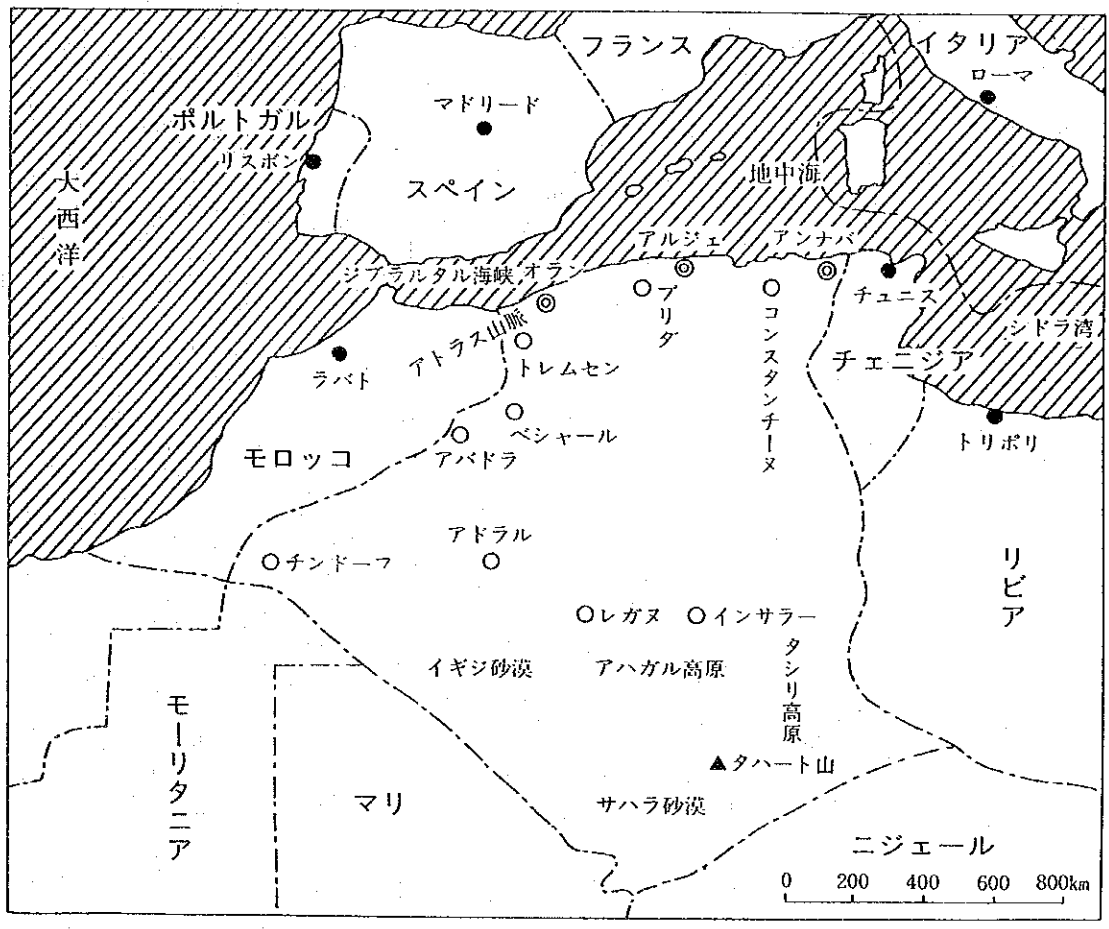 フランス
イタリア
ローマ
マドリード
ポルトガル
リスボン
スペイン
大西洋
地中海
アルジェ
アンナバ
ジブラルタル海峡
オラン
ブリダ
コンスタンチーヌ
チュニス
シドラ湾
アトラス山脈
トレムセン
チェニジア
ラバト
ベシャール
トリポリ
モロッコ
アバドラ
アドラル
チンドーフ
リビア
レガヌ
インサラー
イギジ砂漠
アハガル高原
タシリ高原
モーリタニア
タハート山
マリ
サハラ砂漠
ニジェール
0 200 400 600 800km